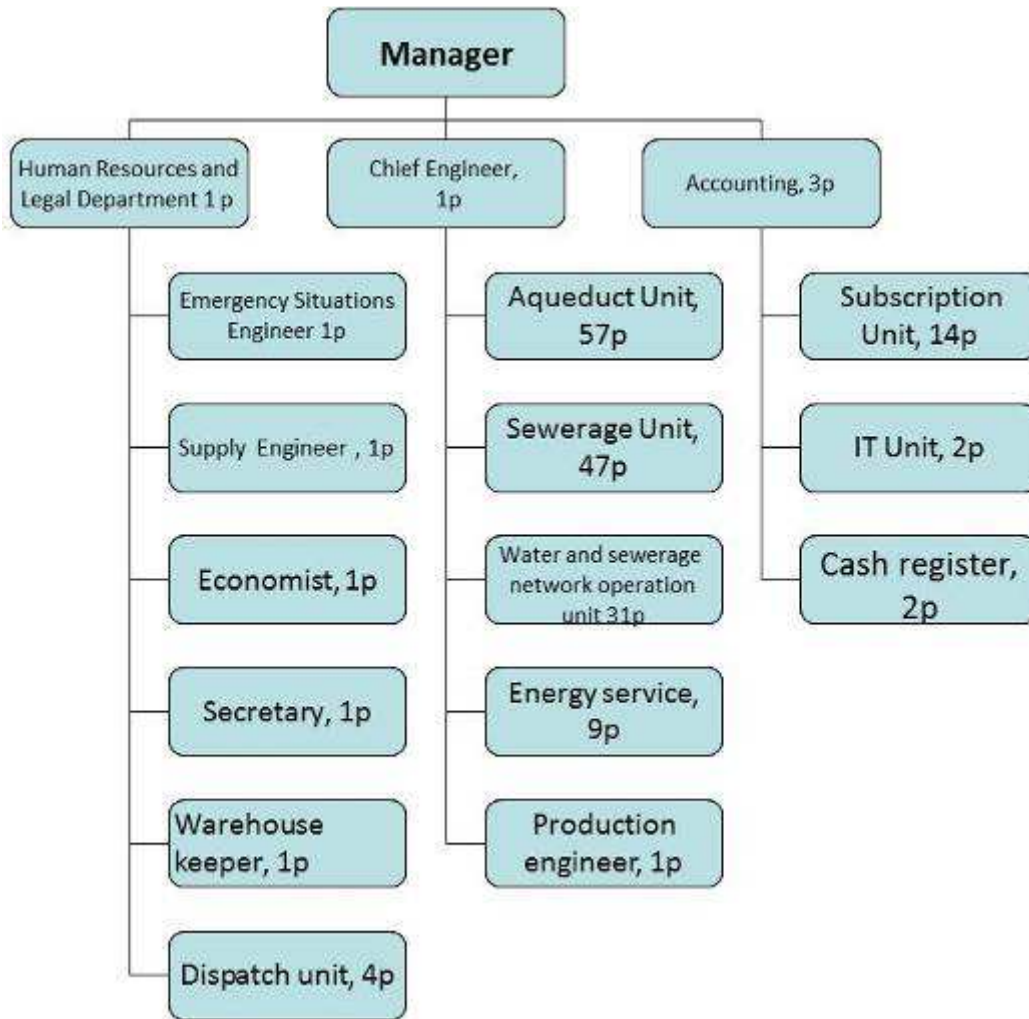 Manager
Human Resources and
Legal Department 1 p
Chief Engineer,
1p
Accounting, 3p
Emergency Situations
Engineer 1p
Aqueduct Unit,
57p
Subscription
Unit, 14p
Supply Engineer , 1p
Sewerage Unit,
47p
IT Unit, 2p
Economist, 1p
Water and sewerage
network operation
unit 31p
Cash register,
2p
Secretary, 1p
Energy service,
9p
Warehouse
keeper, 1p
Production
engineer, 1p
Dispatch unit, 4p